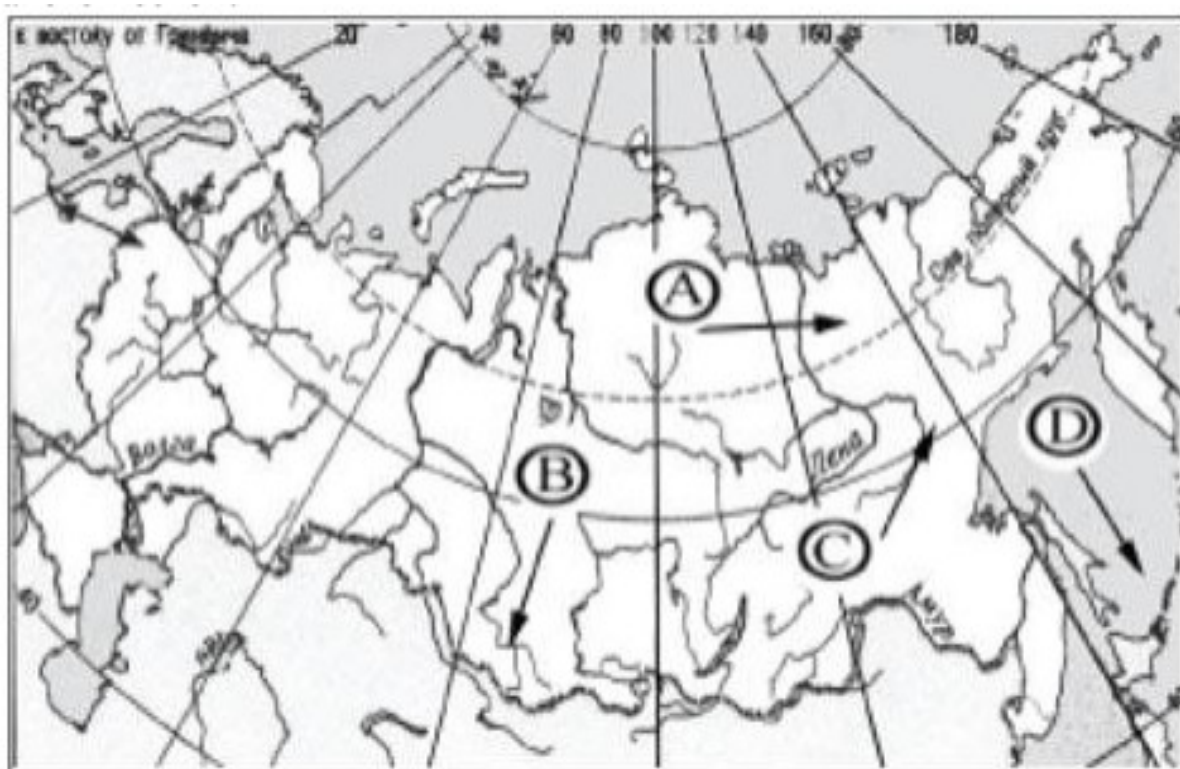 к востоку от Гринвича 20 40 60 80 100 120 140 160 180
Сев. полярный круг
A
D
Волга
B
Лена
C
Амур